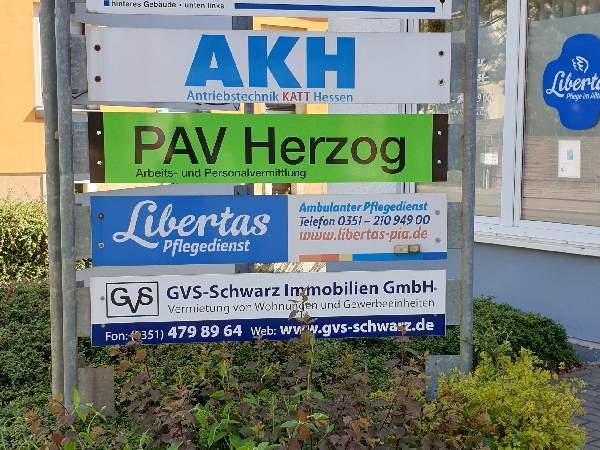 hinteres Gebäude • unten links
AKH
Antriebstechnik KATT Hessen
PAV Herzog
Arbeits- und Personalvermittlung
Libertas
Pflegedienst
Ambulanter Pflegedienst
Telefon 0351 - 210 949 00
www.libertas-pia.de
GVS
GVS-Schwarz Immobilien GmbH
Vermietung von Wohnungen und Gewerbeeinheiten
Fon: (0351) 479 89 64 Web: www.gvs-schwarz.de
Libertas
Pflege im Alter